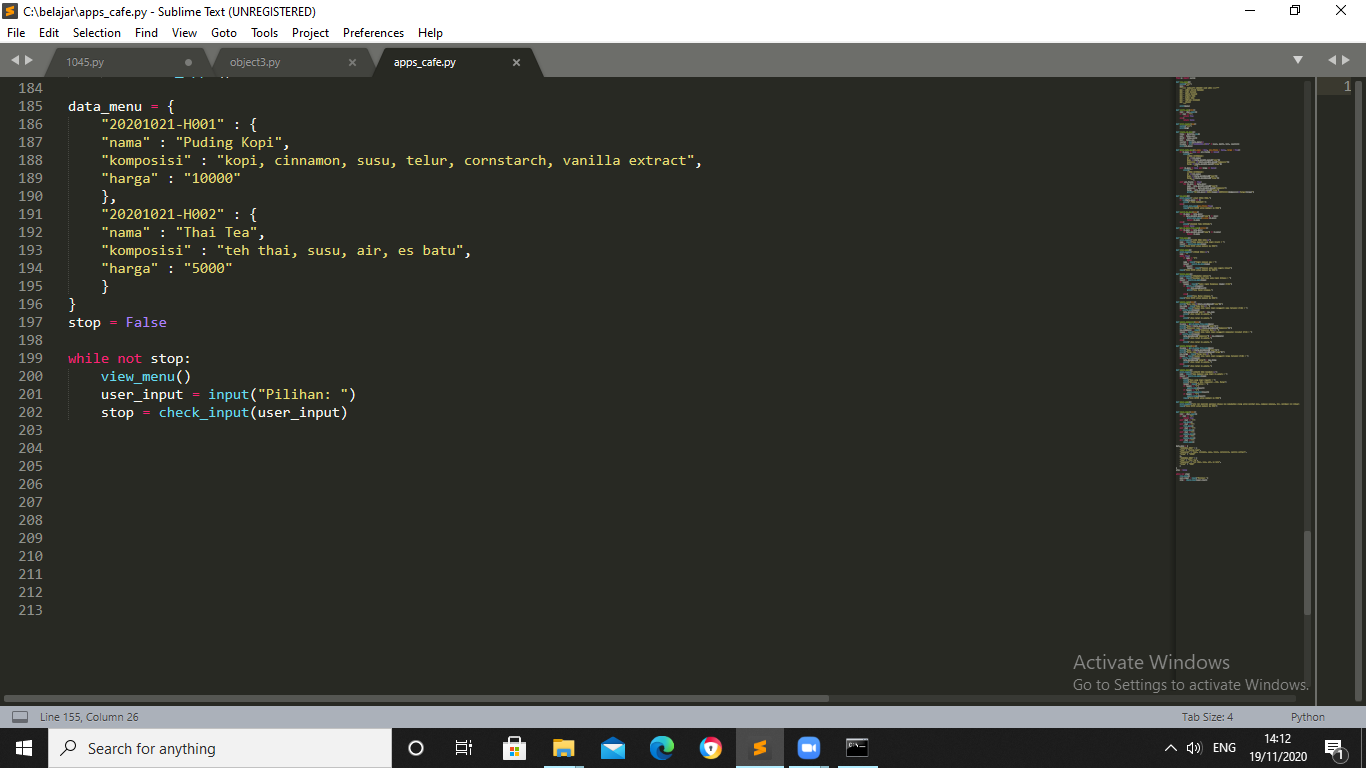 C:\belajar\apps_cafe.py - Sublime Text (UNREGISTERED)
File Edit Selection Find View Goto Tools Project Preferences Help
1045.py object3.py apps_cafe.py
184
185 data_menu = {
186 "20201021-H001" : {
187 "nama" : "Puding Kopi",
188 "komposisi" : "kopi, cinnamon, susu, telur, cornstarch, vanilla extract",
189 "harga" : "10000"
190 },
191 "20201021-H002" : {
192 "nama" : "Thai Tea",
193 "komposisi" : "teh thai, susu, air, es batu",
194 "harga" : "5000"
195 }
196 }
197 stop = False
198
199 while not stop:
200 view_menu()
201 user_input = input("Pilihan: ")
202 stop = check_input(user_input)
203
204
205
206
207
208
209
210
211
212
213
1
Activate Windows
Go to Settings to activate Windows.
Line 155, Column 26 Tab Size: 4 Python
Search for anything
ENG
14:12
19/11/2020
1